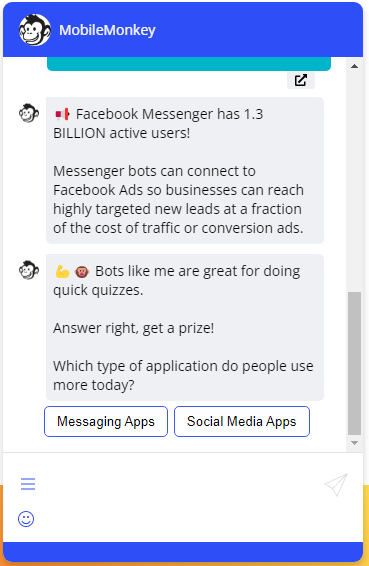 MobileMonkey
Facebook Messenger has 1.3
BILLION active users!
Messenger bots can connect to
Facebook Ads so businesses can reach
highly targeted new leads at a fraction
of the cost of traffic or conversion ads.
Bots like me are great for doing
quick quizzes.
Answer right, get a prize!
Which type of application do people use
more today?
Messaging Apps
Social Media Apps